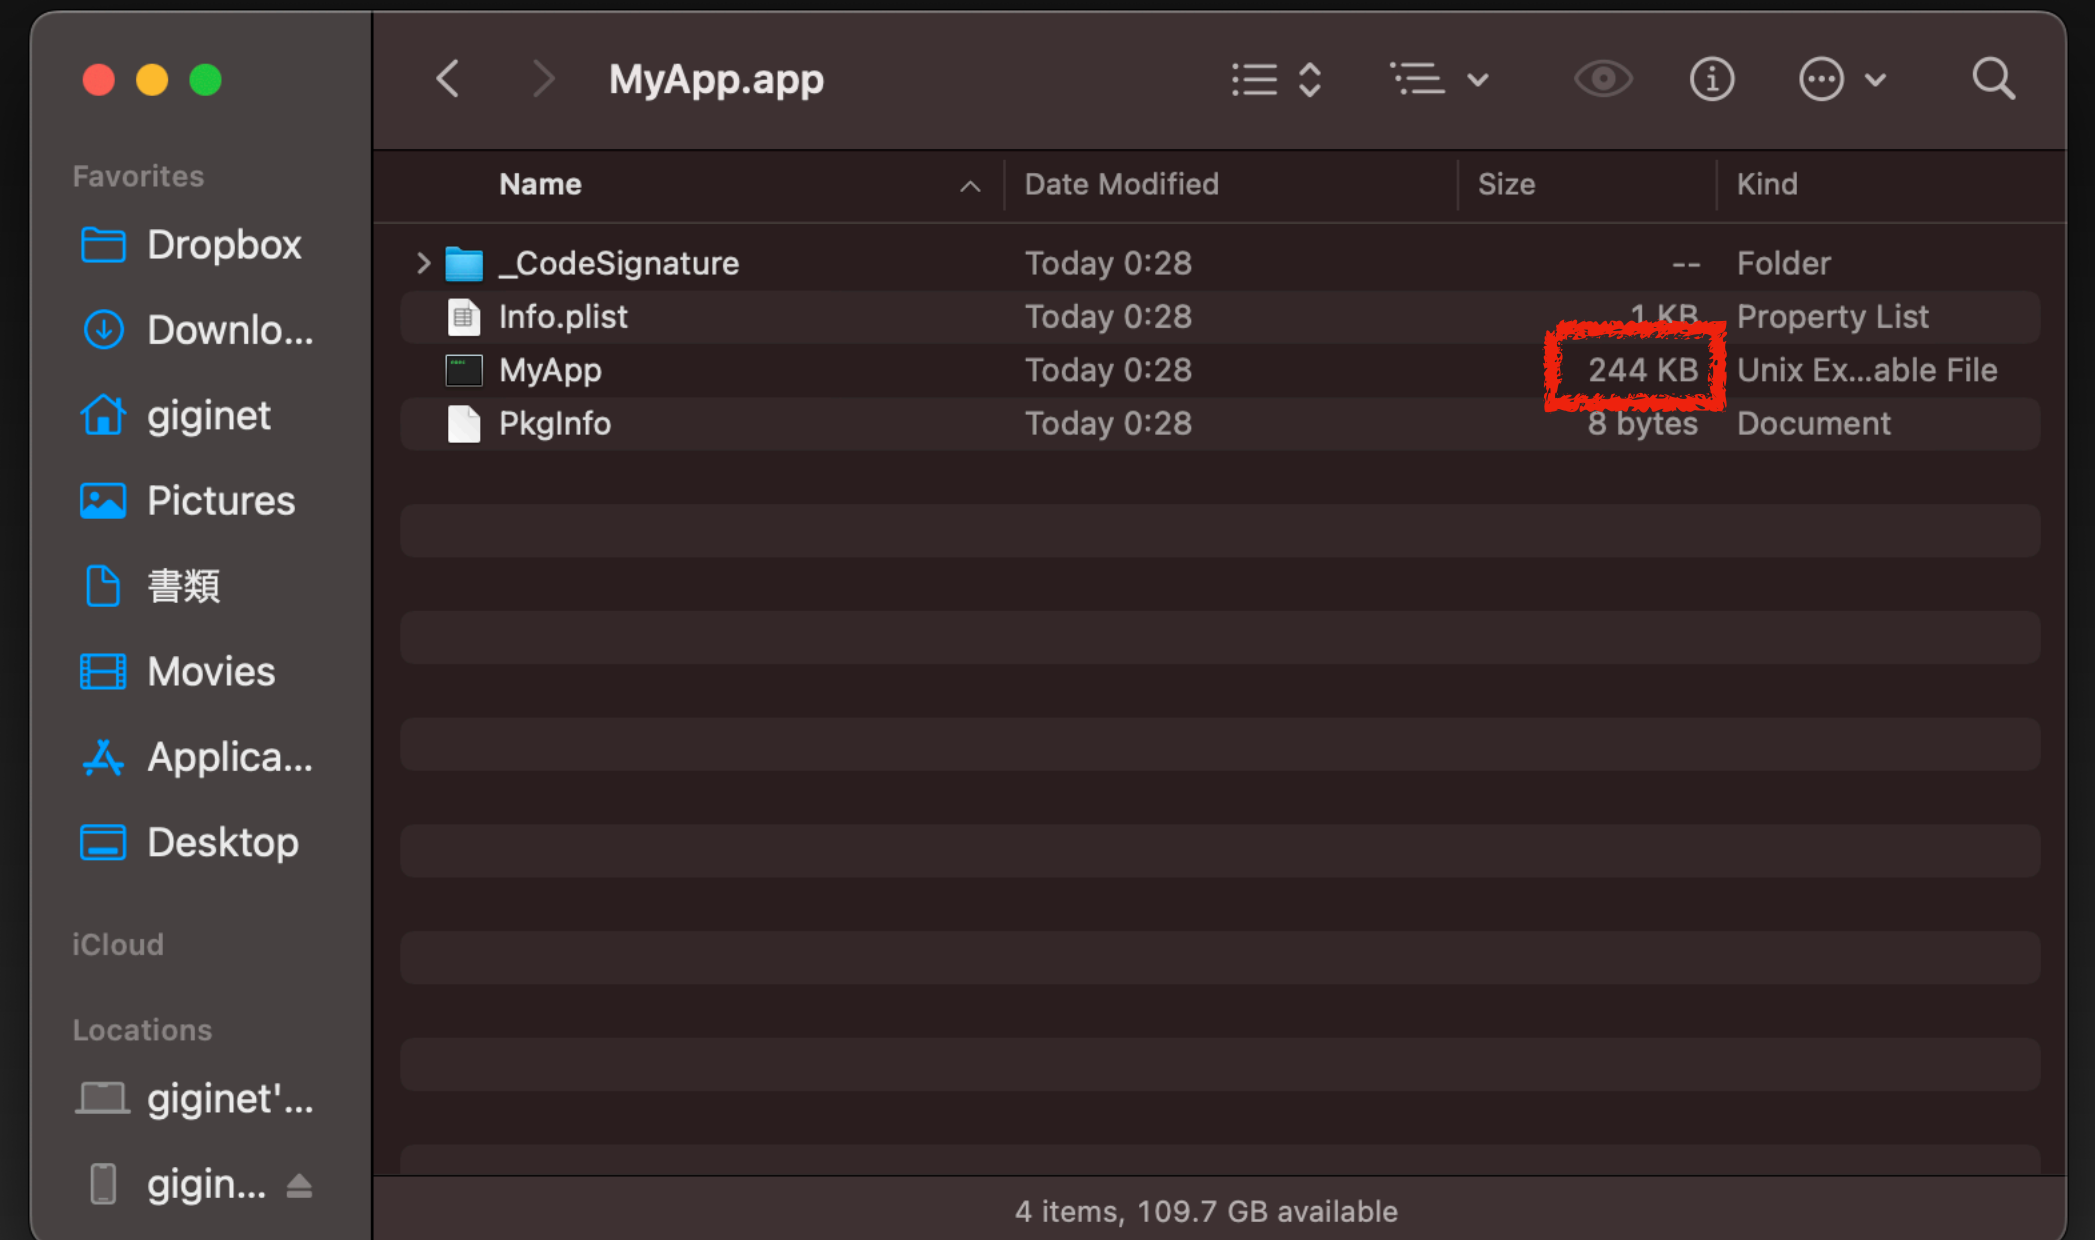 MyApp.app
Favorites
Dropbox
Downlo...
giginet
Pictures
書類
Movies
Applica...
Desktop
iCloud
Locations
giginet'...
gigin...
Name Date Modified Size Kind
_CodeSignature Today 0:28 -- Folder
Info.plist Today 0:28 1 KB Property List
MyApp Today 0:28 244 KB Unix Ex...able File
PkgInfo Today 0:28 8 bytes Document
4 items, 109.7 GB available